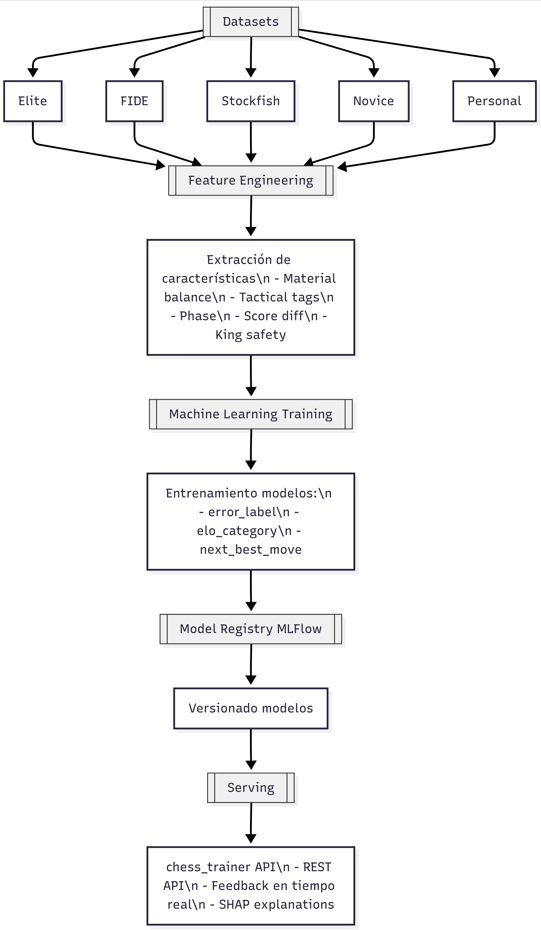 Datasets
Elite
FIDE
Stockfish
Novice
Personal
Feature Engineering
Extracción de
características\n - Material
balance\n - Tactical tags\n
- Phase\n - Score diff\n -
King safety
Machine Learning Training
Entrenamiento modelos:\n
- error_label\n -
elo_category\n -
next_best_move
Model Registry MLFlow
Versionado modelos
Serving
chess_trainer API\n - REST
API\n - Feedback en tiempo
real\n - SHAP explanations